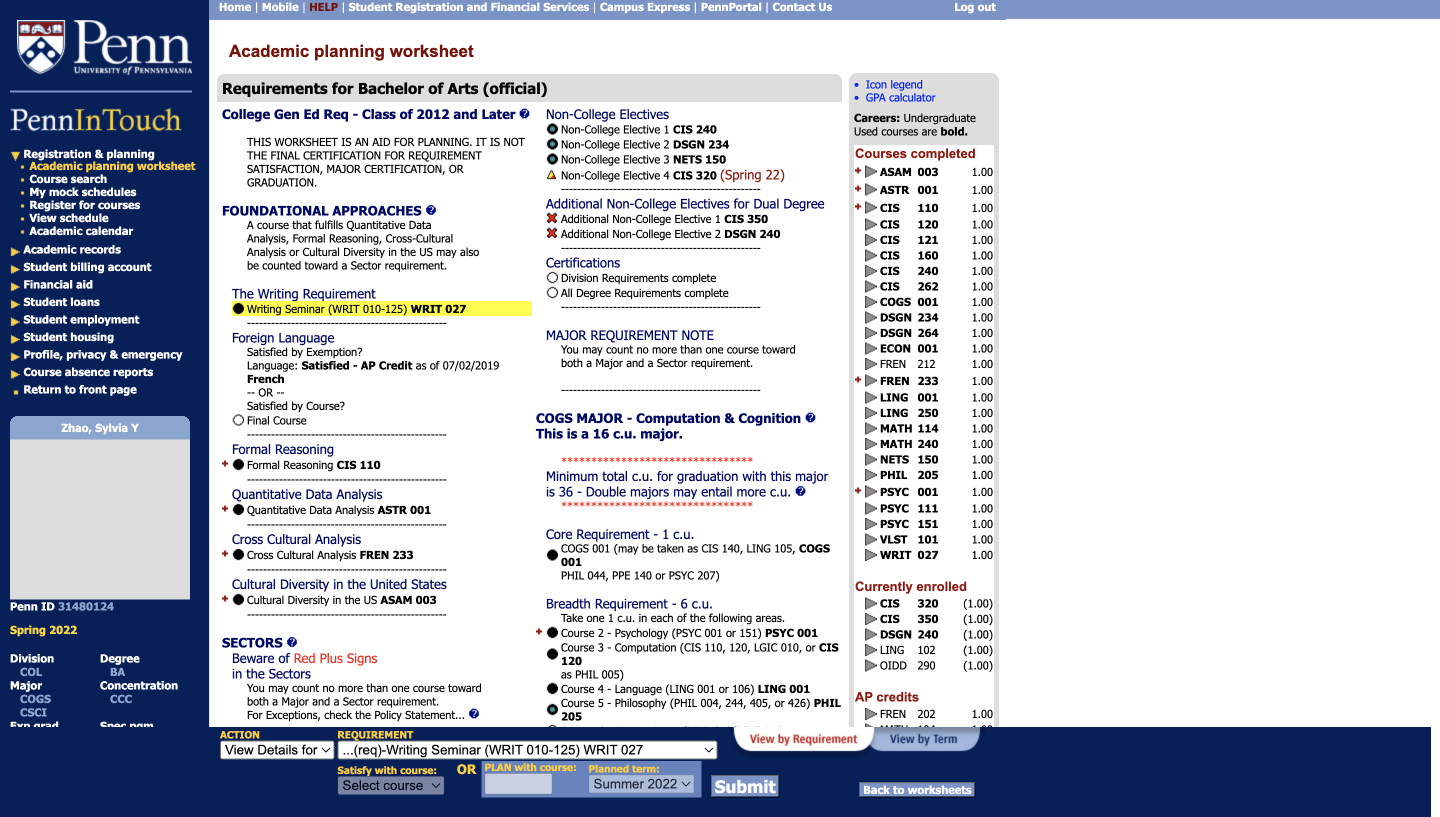 Home | Mobile | HELP | Student Registration and Financial Services | Campus Express | PennPortal | Contact Us
Log out
Penn
UNIVERSITY of PENNSYLVANIA
PennInTouch
Registration & planning
Academic planning worksheet
Course search
My mock schedules
Register for courses
View schedule
Academic calendar
Academic records
Student billing account
Financial aid
Student loans
Student employment
Student housing
Profile, privacy & emergency
Course absence reports
Return to front page
Zhao, Sylvia Y
Penn ID 31480124
Spring 2022
Division Degree
COL BA
Major Concentration
COGS CCC
CSCI
Academic planning worksheet
Requirements for Bachelor of Arts (official)
College Gen Ed Req - Class of 2012 and Later ?
THIS WORKSHEET IS AN AID FOR PLANNING. IT IS NOT
THE FINAL CERTIFICATION FOR REQUIREMENT
SATISFACTION, MAJOR CERTIFICATION, OR
GRADUATION.
FOUNDATIONAL APPROACHES ?
A course that fulfills Quantitative Data
Analysis, Formal Reasoning, Cross-Cultural
Analysis or Cultural Diversity in the US may also
be counted toward a Sector requirement.
The Writing Requirement
Writing Seminar (WRIT 010-125) WRIT 027
----------------------------------------
Foreign Language
Satisfied by Exemption?
Language: Satisfied - AP Credit as of 07/02/2019
French
-- OR --
Satisfied by Course?
Final Course
----------------------------------------
Formal Reasoning
+ Formal Reasoning CIS 110
----------------------------------------
Quantitative Data Analysis
+ Quantitative Data Analysis ASTR 001
----------------------------------------
Cross Cultural Analysis
+ Cross Cultural Analysis FREN 233
----------------------------------------
Cultural Diversity in the United States
+ Cultural Diversity in the US ASAM 003
----------------------------------------
SECTORS ?
Beware of Red Plus Signs
in the Sectors
You may count no more than one course toward
both a Major and a Sector requirement.
For Exceptions, check the Policy Statement... ?
Non-College Electives
Non-College Elective 1 CIS 240
Non-College Elective 2 DSGN 234
Non-College Elective 3 NETS 150
Non-College Elective 4 CIS 320 (Spring 22)
----------------------------------------
Additional Non-College Electives for Dual Degree
Additional Non-College Elective 1 CIS 350
Additional Non-College Elective 2 DSGN 240
----------------------------------------
Certifications
Division Requirements complete
All Degree Requirements complete
----------------------------------------
MAJOR REQUIREMENT NOTE
You may count no more than one course toward
both a Major and a Sector requirement.
----------------------------------------
COGS MAJOR - Computation & Cognition ?
This is a 16 c.u. major.
********************************
Minimum total c.u. for graduation with this major
is 36 - Double majors may entail more c.u. ?
********************************
Core Requirement - 1 c.u.
COGS 001 (may be taken as CIS 140, LING 105, COGS
001
PHIL 044, PPE 140 or PSYC 207)
Breadth Requirement - 6 c.u.
Take one 1 c.u. in each of the following areas.
+ Course 2 - Psychology (PSYC 001 or 151) PSYC 001
Course 3 - Computation (CIS 110, 120, LGIC 010, or CIS
120
as PHIL 005)
Course 4 - Language (LING 001 or 106) LING 001
Course 5 - Philosophy (PHIL 004, 244, 405, or 426) PHIL
205
Icon legend
GPA calculator
Careers: Undergraduate
Used courses are bold.
Courses completed
+ ASAM 003 1.00
+ ASTR 001 1.00
+ CIS 110 1.00
CIS 120 1.00
CIS 121 1.00
CIS 160 1.00
CIS 240 1.00
CIS 262 1.00
COGS 001 1.00
DSGN 234 1.00
DSGN 264 1.00
ECON 001 1.00
FREN 212 1.00
+ FREN 233 1.00
LING 001 1.00
LING 250 1.00
MATH 114 1.00
MATH 240 1.00
NETS 150 1.00
PHIL 205 1.00
+ PSYC 001 1.00
PSYC 111 1.00
PSYC 151 1.00
VLST 101 1.00
WRIT 027 1.00
Currently enrolled
CIS 320 (1.00)
CIS 350 (1.00)
DSGN 240 (1.00)
LING 102 (1.00)
OIDD 290 (1.00)
AP credits
FREN 202 1.00
ACTION REQUIREMENT
View Details for ...(req)-Writing Seminar (WRIT 010-125) WRIT 027
View by Requirement View by Term
Satisfy with course: OR PLAN with course: Planned term:
Select course Summer 2022 Submit Back to worksheets